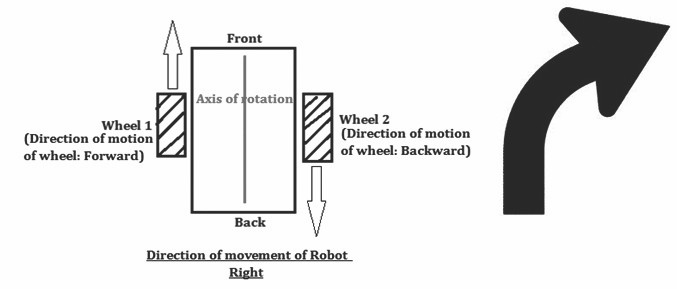 Front
Axis of rotation
Wheel 1
(Direction of motion
of wheel: Forward)
Wheel 2
(Direction of motion
of wheel: Backward)
Back
Direction of movement of Robot
Right